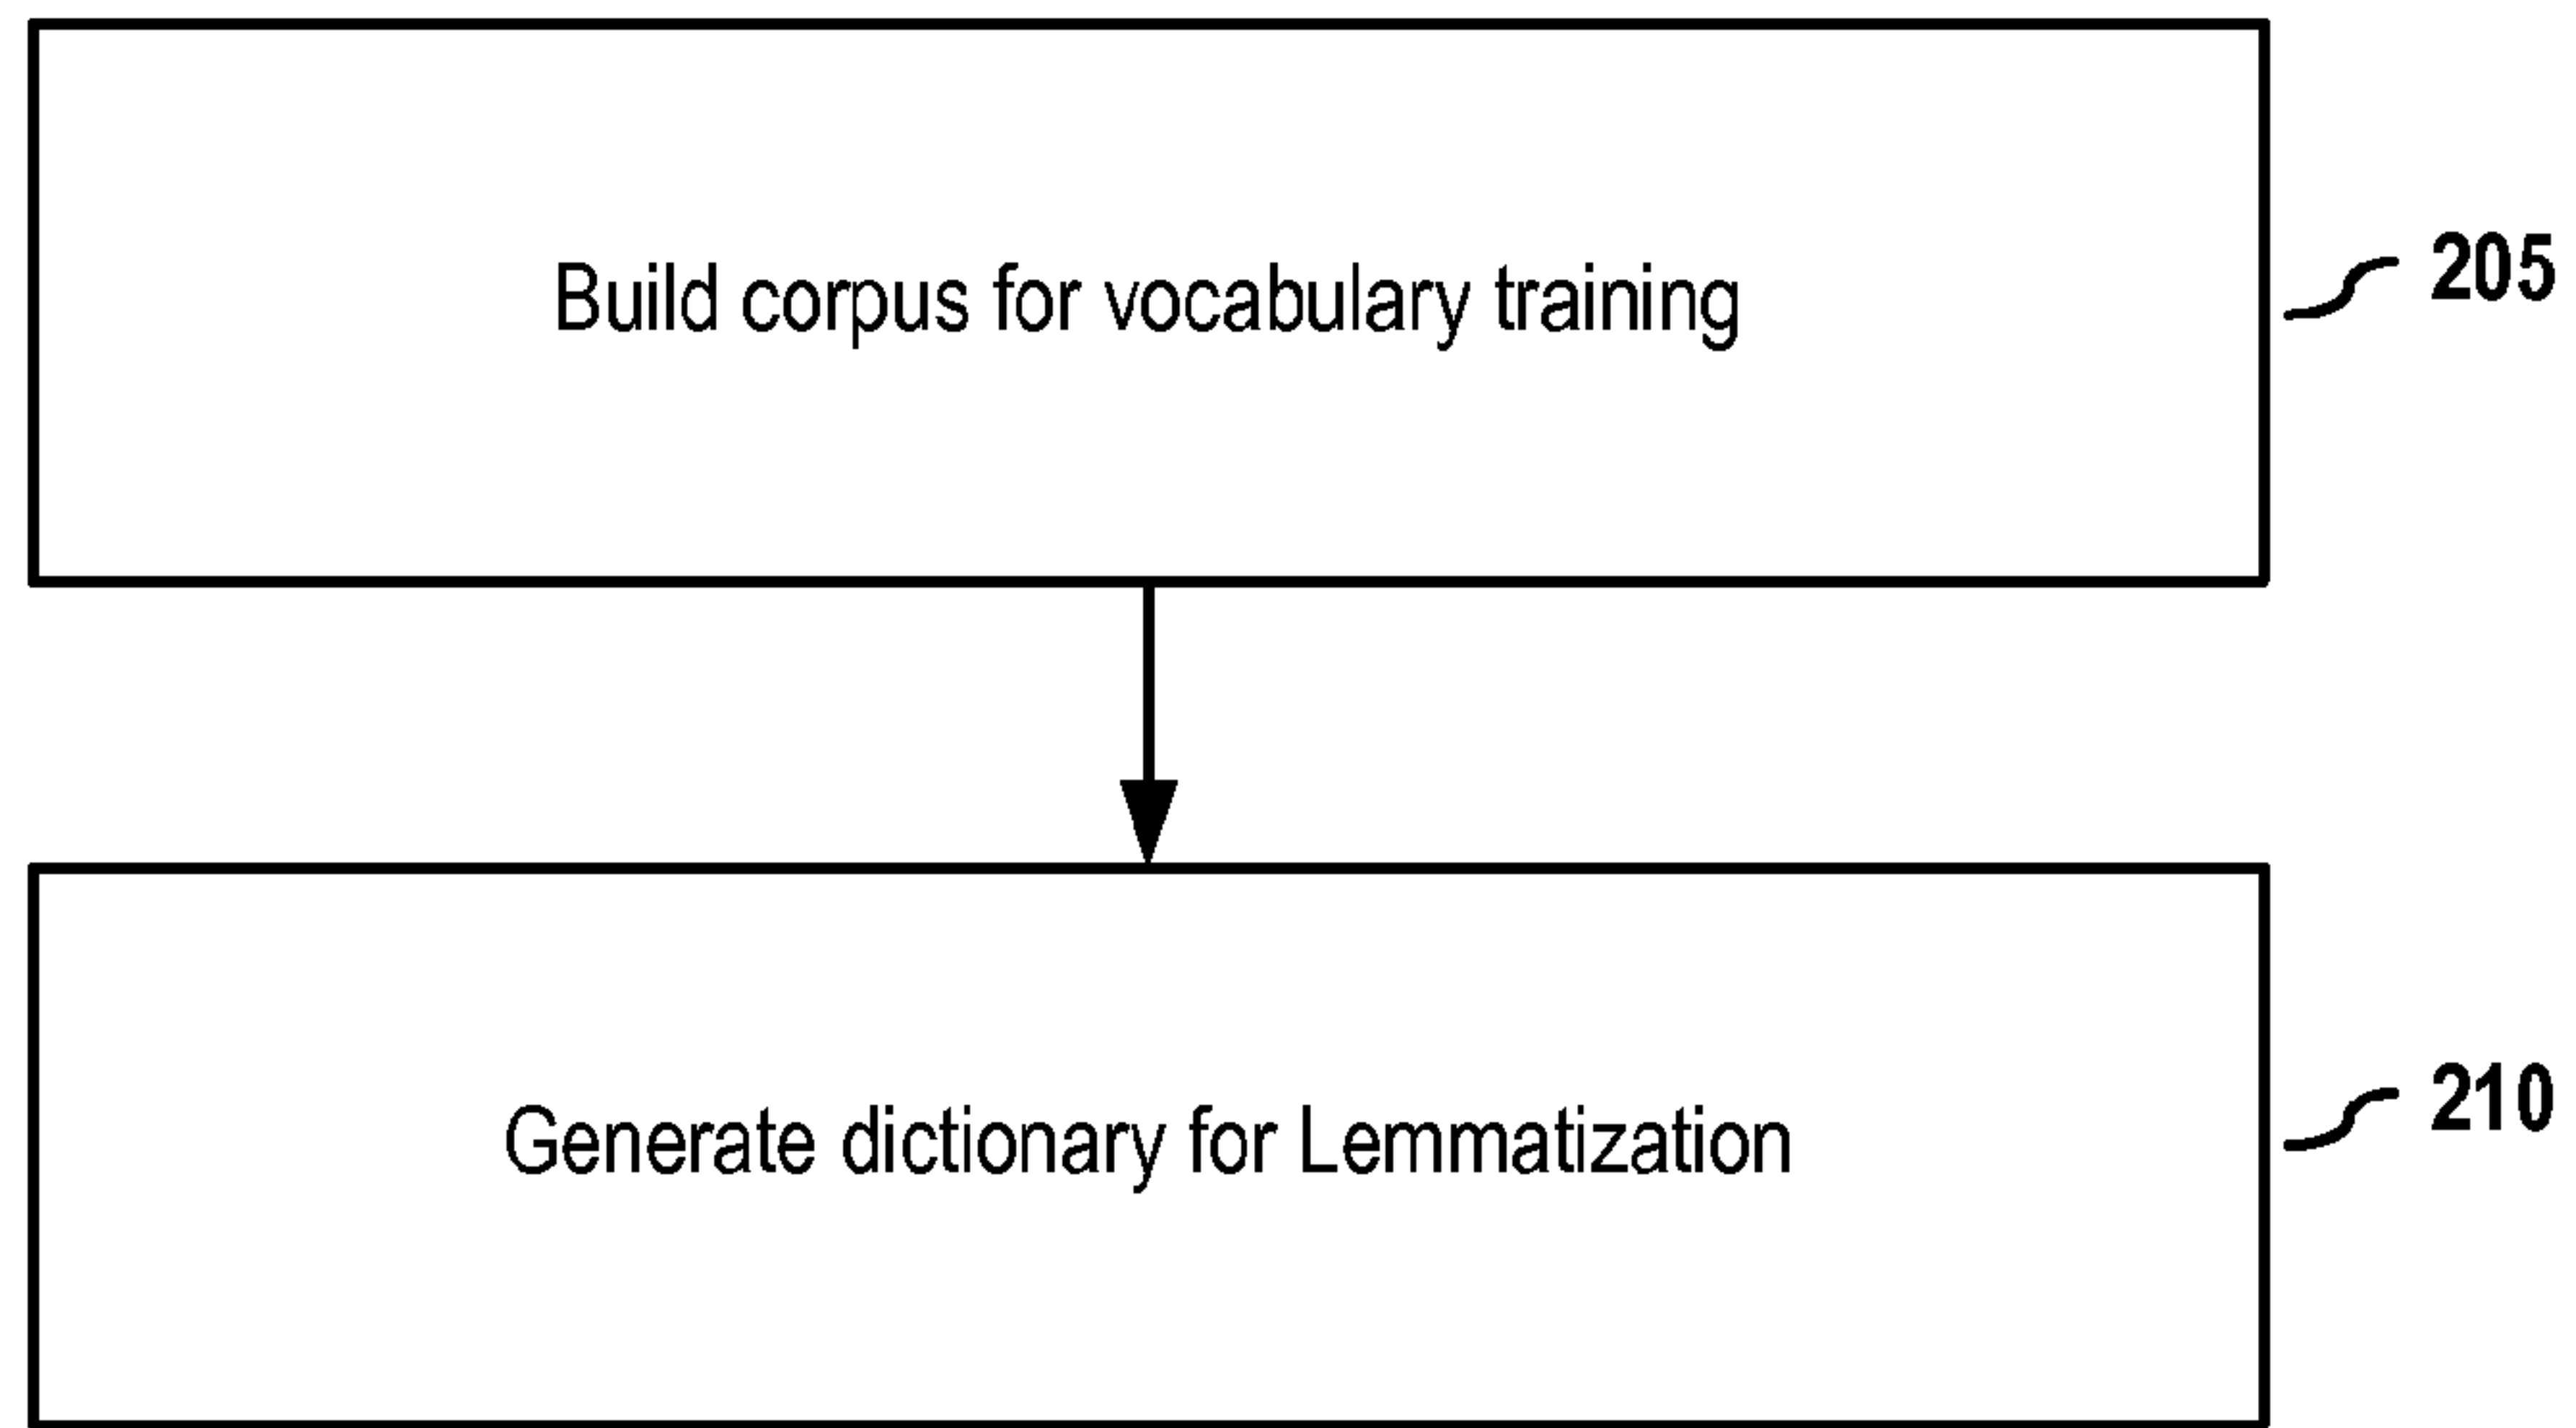 Build corpus for vocabulary training
205
Generate dictionary for Lemmatization
210